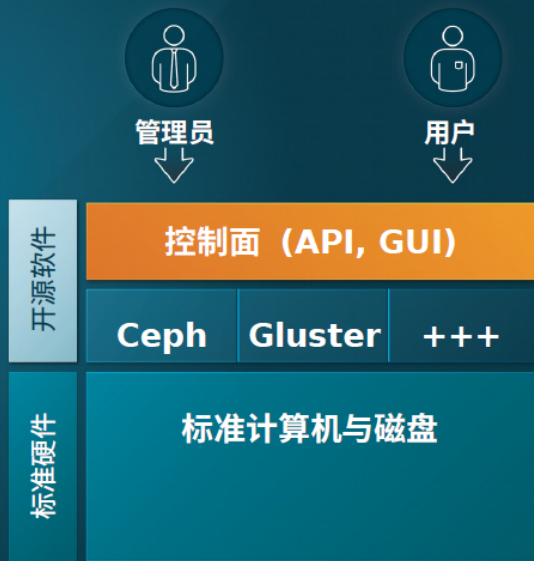 管理员
用户
开源软件
控制面 (API, GUI)
Ceph
Gluster
+++
标准硬件
标准计算机与磁盘